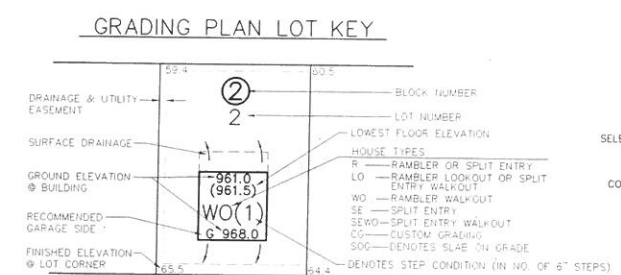 GRADING PLAN LOT KEY
59.4
60.5
2
BLOCK NUMBER
DRAINAGE & UTILITY
EASEMENT
2
LOT NUMBER
LOWEST FLOOR ELEVATION
SURFACE DRAINAGE
HOUSE TYPES
R — RAMBLER OR SPLIT ENTRY
LO — RAMBLER LOOKOUT OR SPLIT
ENTRY WALKOUT
WO — RAMBLER WALKOUT
SE — SPLIT ENTRY
SEWO — SPLIT ENTRY WALKOUT
CG — CUSTOM GRADING
SOG — DENOTES SLAB ON GRADE
GROUND ELEVATION
@ BUILDING
961.0
(961.5)
WO(1)
G 968.0
RECOMMENDED
GARAGE SIDE
FINISHED ELEVATION
@ LOT CORNER
65.5
64.4
DENOTES STEP CONDITION (IN NO. OF 6" STEPS)